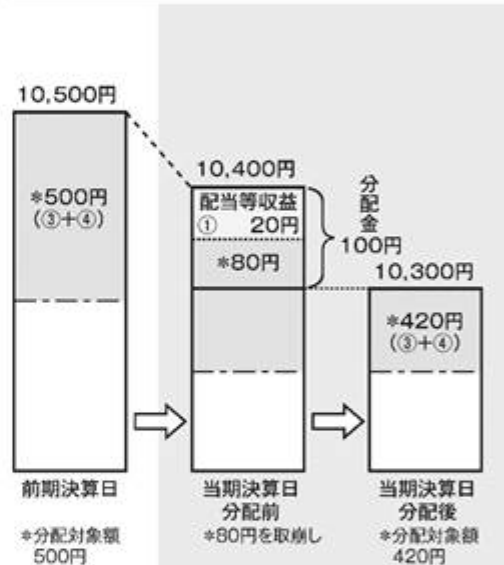 10,500円
*500円
(③+④)
前期決算日
*分配対象額
500円
10,400円
配当等収益
① 20円
*80円
分配金
100円
当期決算日
分配前
*80円を取崩し
10,300円
*420円
(③+④)
当期決算日
分配後
*分配対象額
420円